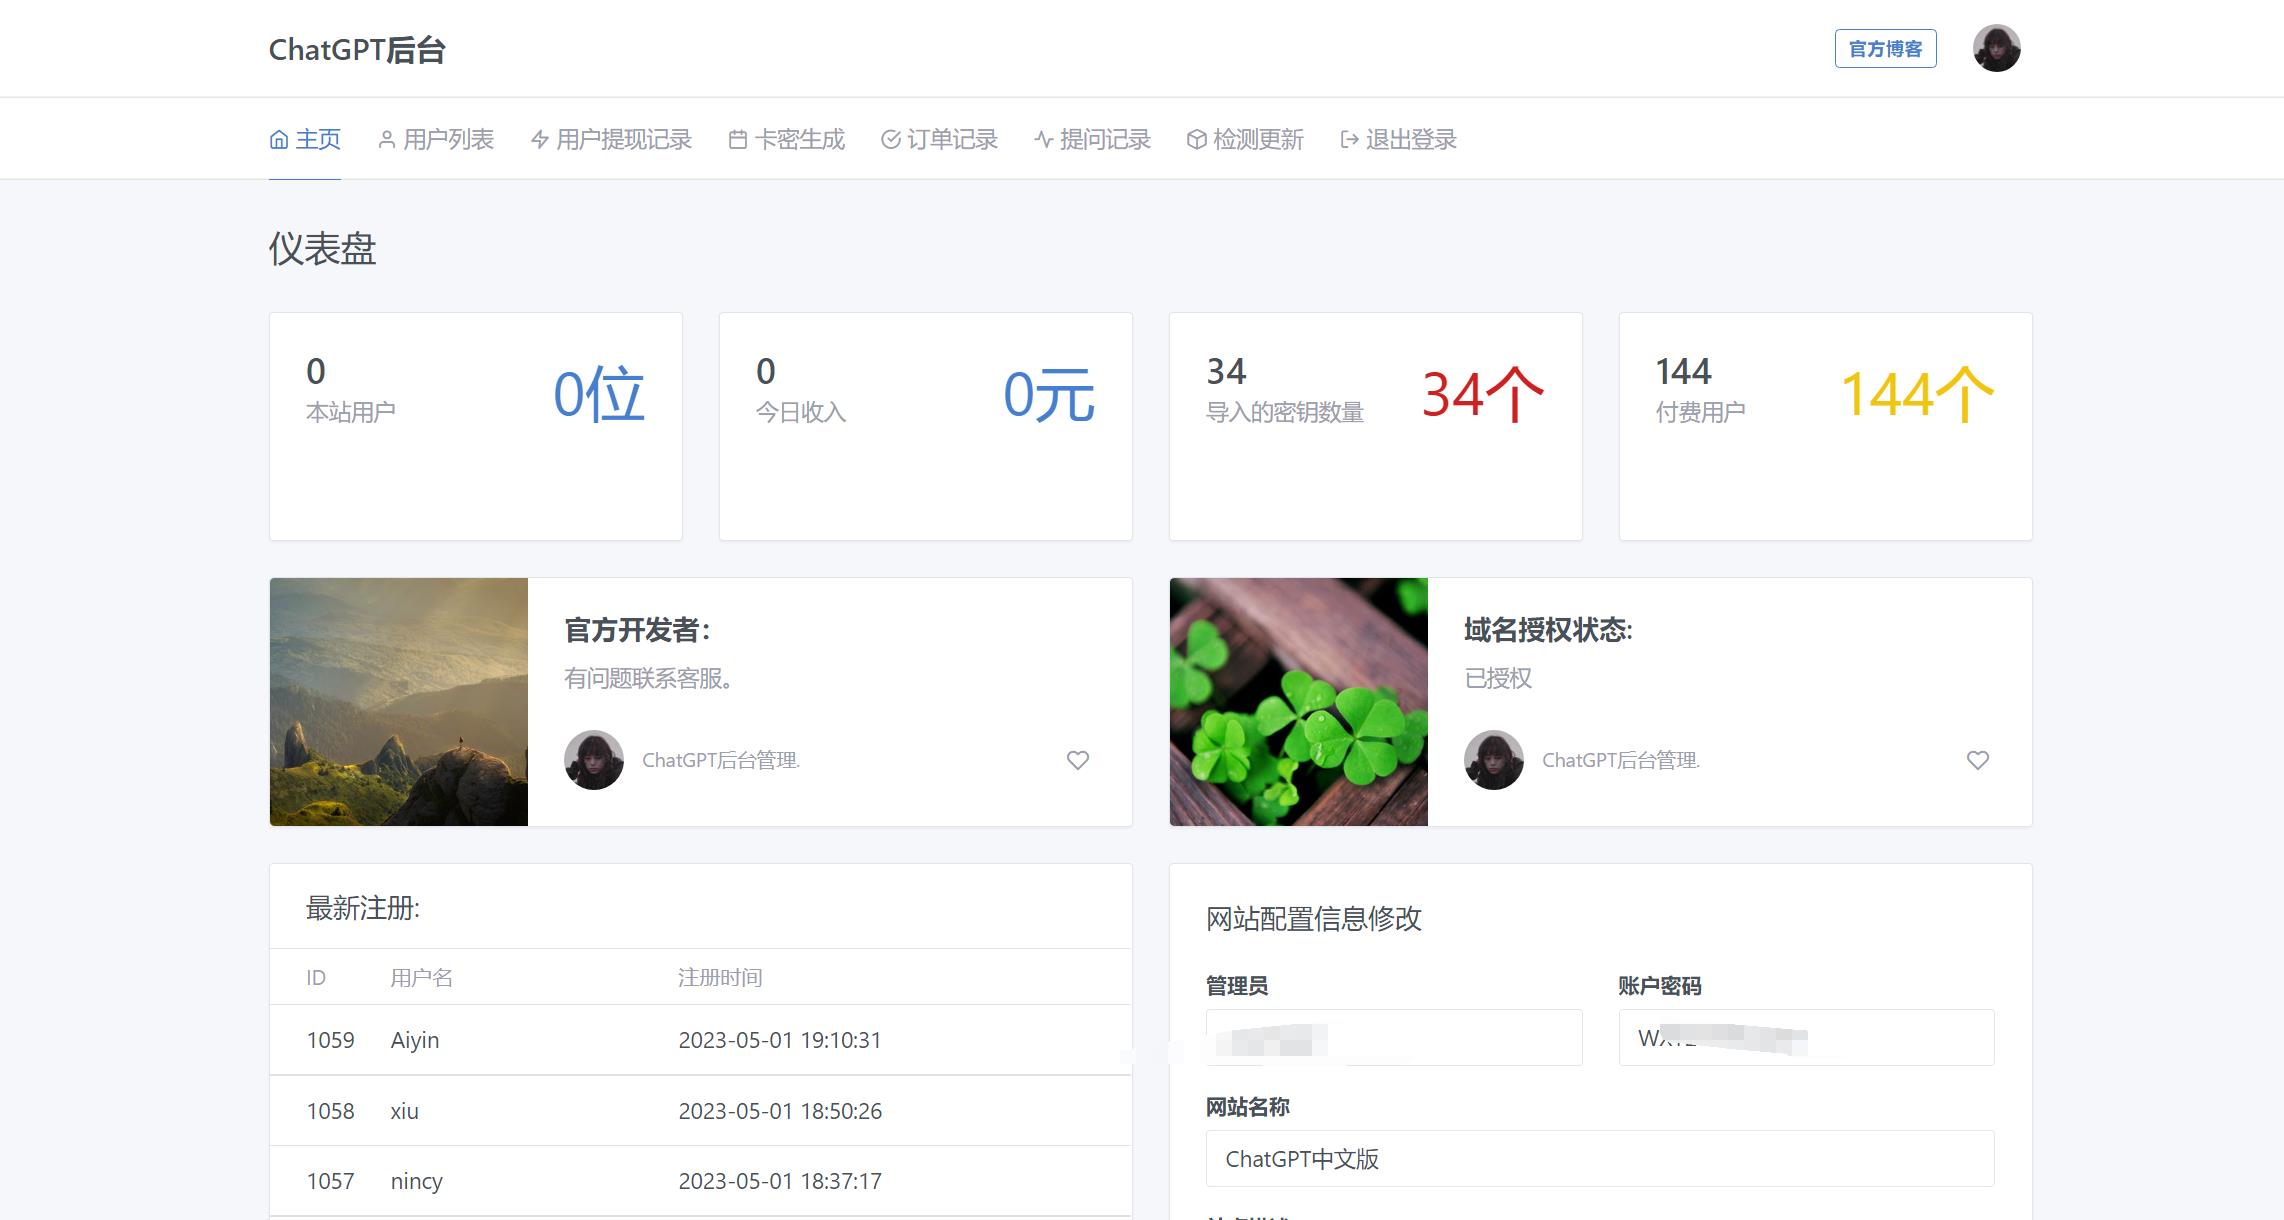 ChatGPT后台
官方博客
主页 用户列表 用户提现记录 卡密生成 订单记录 提问记录 检测更新 退出登录
仪表盘
0
本站用户
0位
0
今日收入
0元
34
导入的密钥数量
34个
144
付费用户
144个
官方开发者：
有问题联系客服。
ChatGPT后台管理.
域名授权状态:
已授权
ChatGPT后台管理.
最新注册:
ID 用户名 注册时间
1059 Aiyin 2023-05-01 19:10:31
1058 xiu 2023-05-01 18:50:26
1057 nincy 2023-05-01 18:37:17
网站配置信息修改
管理员
账户密码
网站名称
ChatGPT中文版